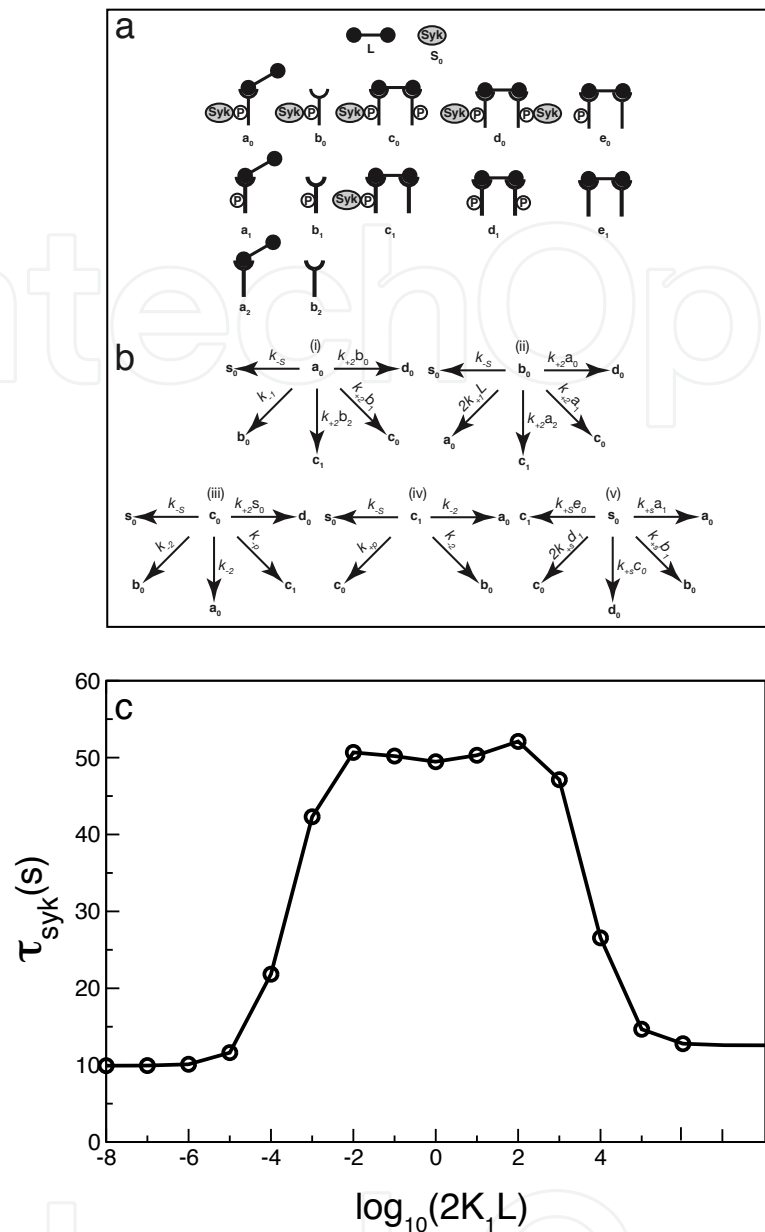 a
L
Syk
S0
Syk P Syk P Syk P P Syk P P Syk P
a0 b0 c0 d0 e0
P P Syk P P P
a1 b1 c1 d1 e1
a2 b2
b
(i) (ii)
s0 k-S a0 k+2b0 d0 s0 k-S b0 k+2a0 d0
k-1 k+2b2 k+2b1 2k+1L k+2a2 k+2a1
b0 c1 c0 a0 c1 c0
(iii) (iv) (v)
s0 k-S c0 k+2s0 d0 s0 k-S c1 k-2 a0 c1 k+se0 s0 k+sa1 a0
k-2 k-2 k-p k+p k-2 2k+sd1 k+sc0 k+sb1
b0 a0 c1 c0 b0 c0 d0 b0
c
60
50
40
30
20
10
0
τsyk(s)
-8 -6 -4 -2 0 2 4
log10(2K1L)
ntechOp